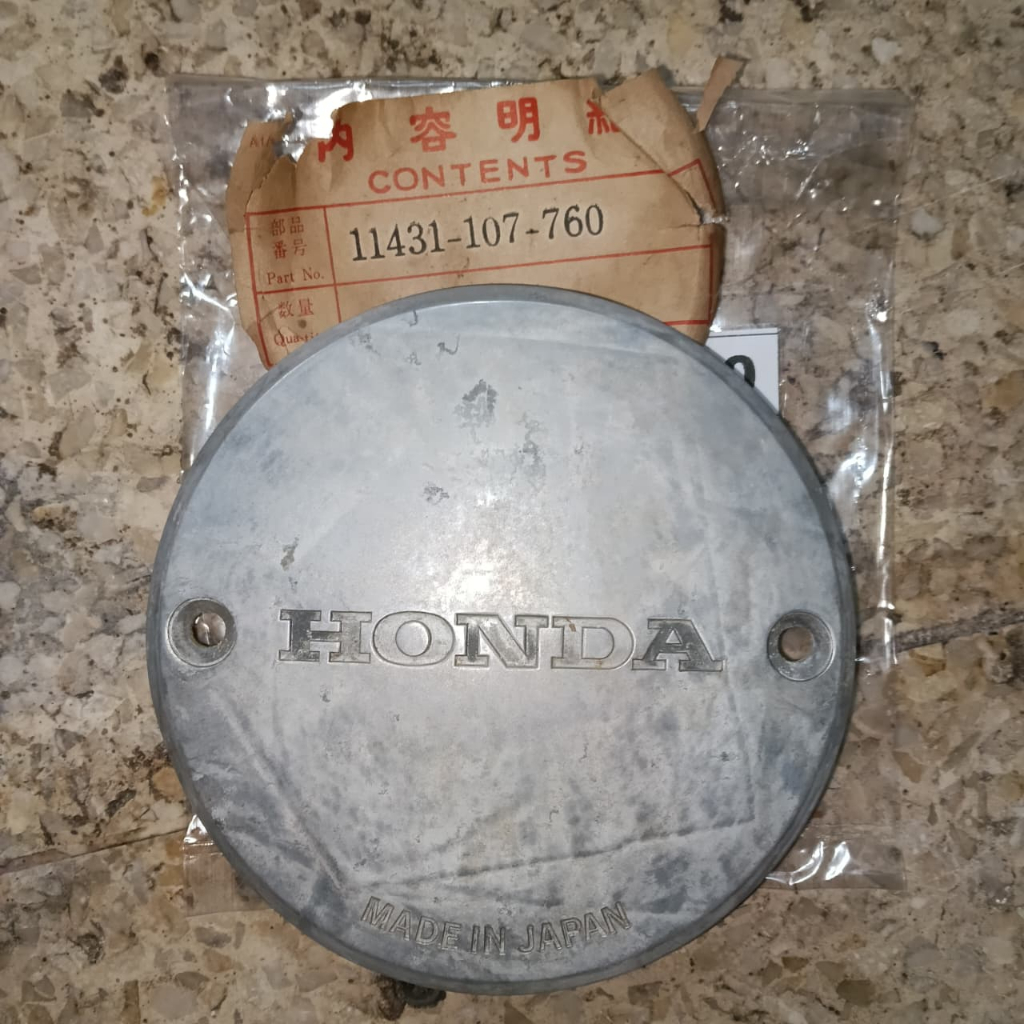 内容明細
CONTENTS
部品
番号
11431-107-760
Part No.
数量
HONDA
MADE IN JAPAN